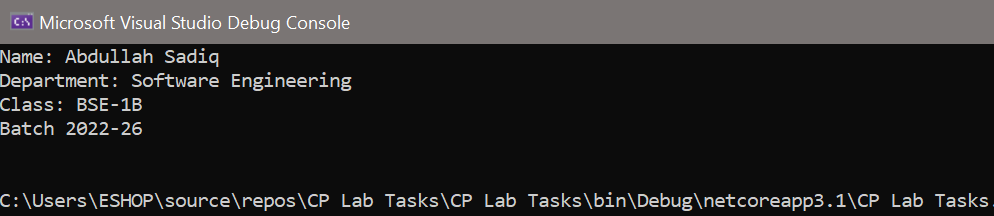 Microsoft Visual Studio Debug Console
Name: Abdullah Sadiq
Department: Software Engineering
Class: BSE-1B
Batch 2022-26
C:\Users\ESHOP\source\repos\CP Lab Tasks\CP Lab Tasks\bin\Debug\netcoreapp3.1\CP Lab Tasks.